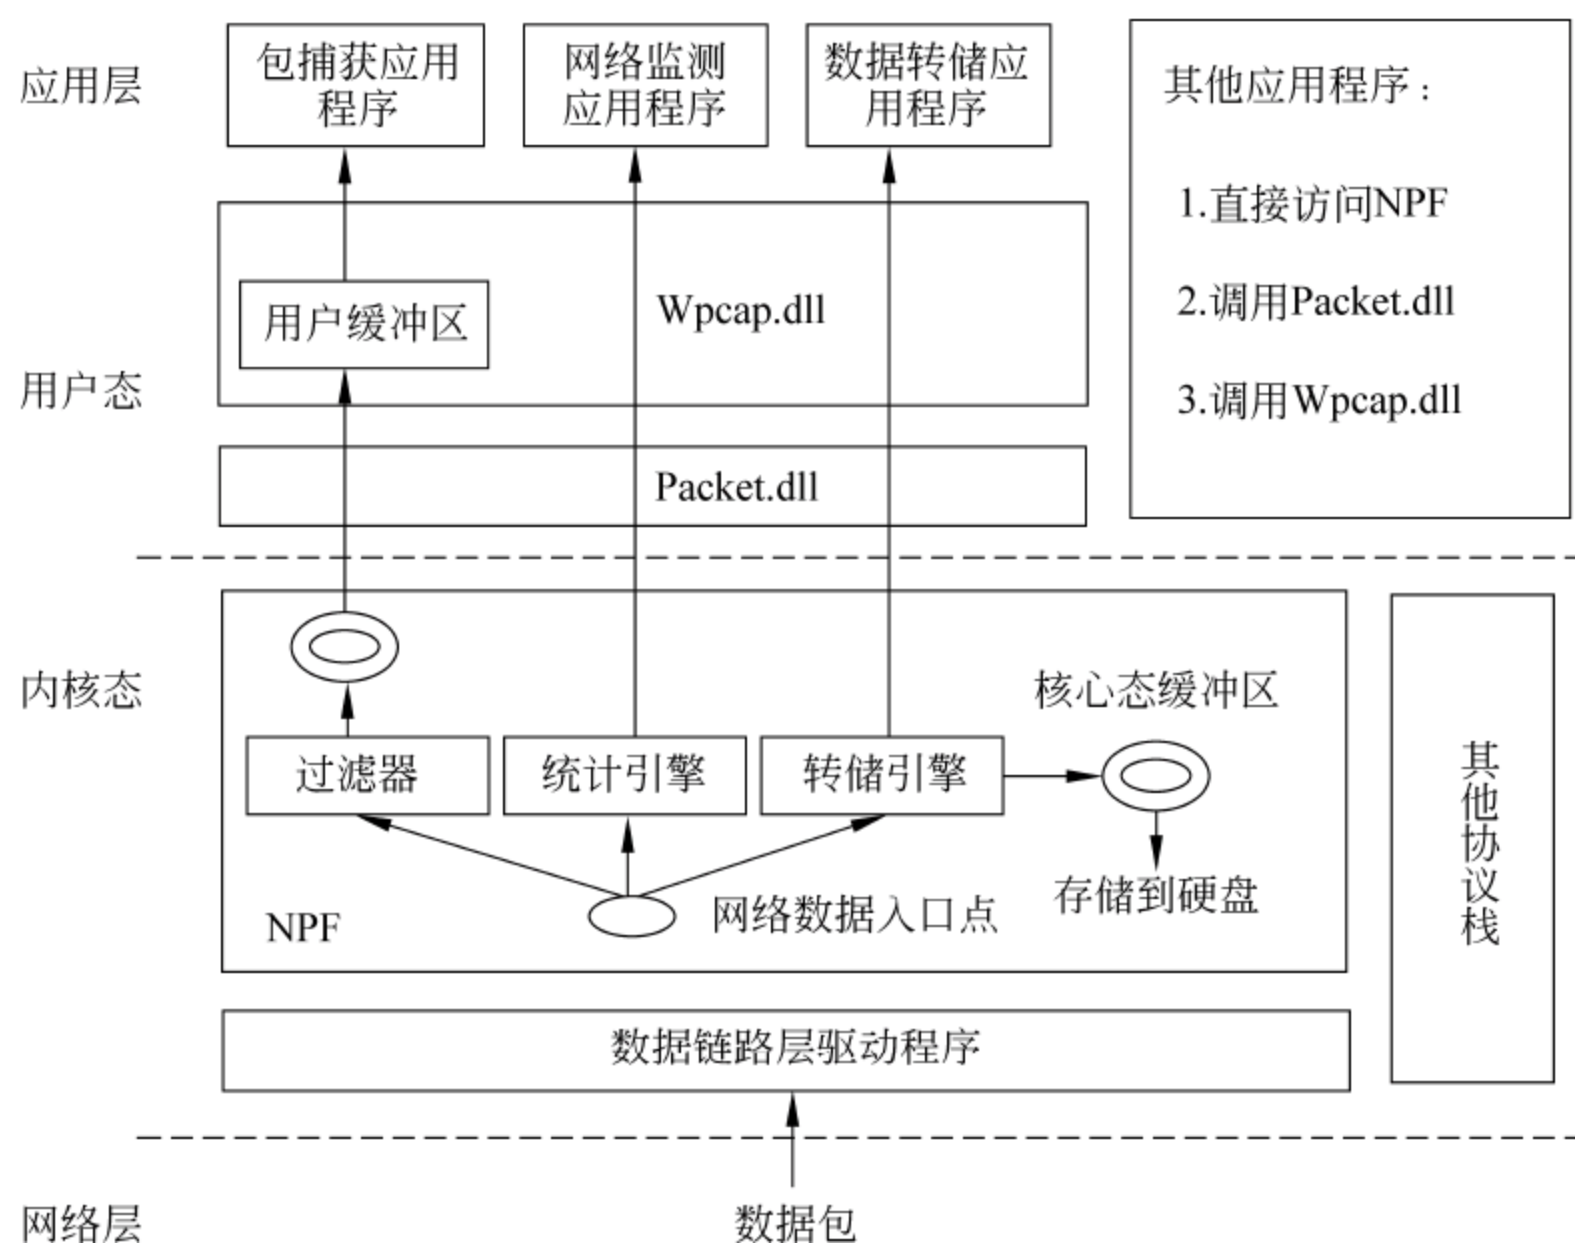 应用层
包捕获应用
程序
网络监测
应用程序
数据转储应
用程序
其他应用程序：
1.直接访问NPF
2.调用Packet.dll
3.调用Wpcap.dll
用户缓冲区
Wpcap.dll
用户态
Packet.dll
内核态
核心态缓冲区
过滤器
统计引擎
转储引擎
存储到硬盘
网络数据入口点
NPF
其他协议栈
数据链路层驱动程序
网络层
数据包